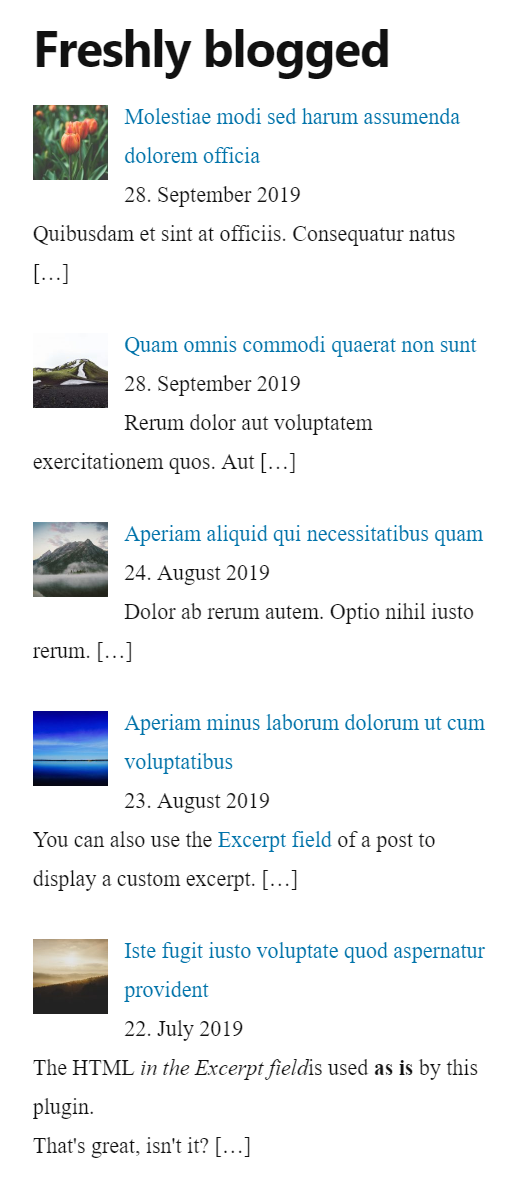 Freshly blogged
Molestiae modi sed harum assumenda
dolorem officia
28. September 2019
Quibusdam et sint at officiis. Consequatur natus
[…]
Quam omnis commodi quaerat non sunt
28. September 2019
Rerum dolor aut voluptatem
exercitationem quos. Aut […]
Aperiam aliquid qui necessitatibus quam
24. August 2019
Dolor ab rerum autem. Optio nihil iusto
rerum. […]
Aperiam minus laborum dolorum ut cum
voluptatibus
23. August 2019
You can also use the Excerpt field of a post to
display a custom excerpt. […]
Iste fugit iusto voluptate quod aspernatur
provident
22. July 2019
The HTML in the Excerpt fieldis used as is by this
plugin.
That's great, isn't it? […]